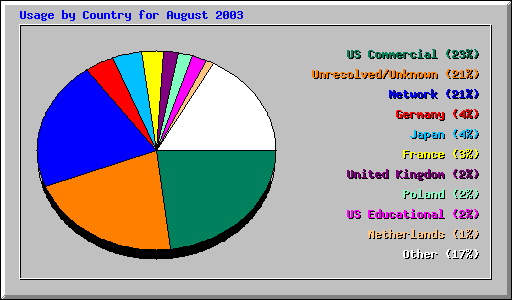 Usage by Country for August 2003
US Commercial (23%)
Unresolved/Unknown (21%)
Network (21%)
Germany (4%)
Japan (4%)
France (3%)
United Kingdom (2%)
Poland (2%)
US Educational (2%)
Netherlands (1%)
Other (17%)